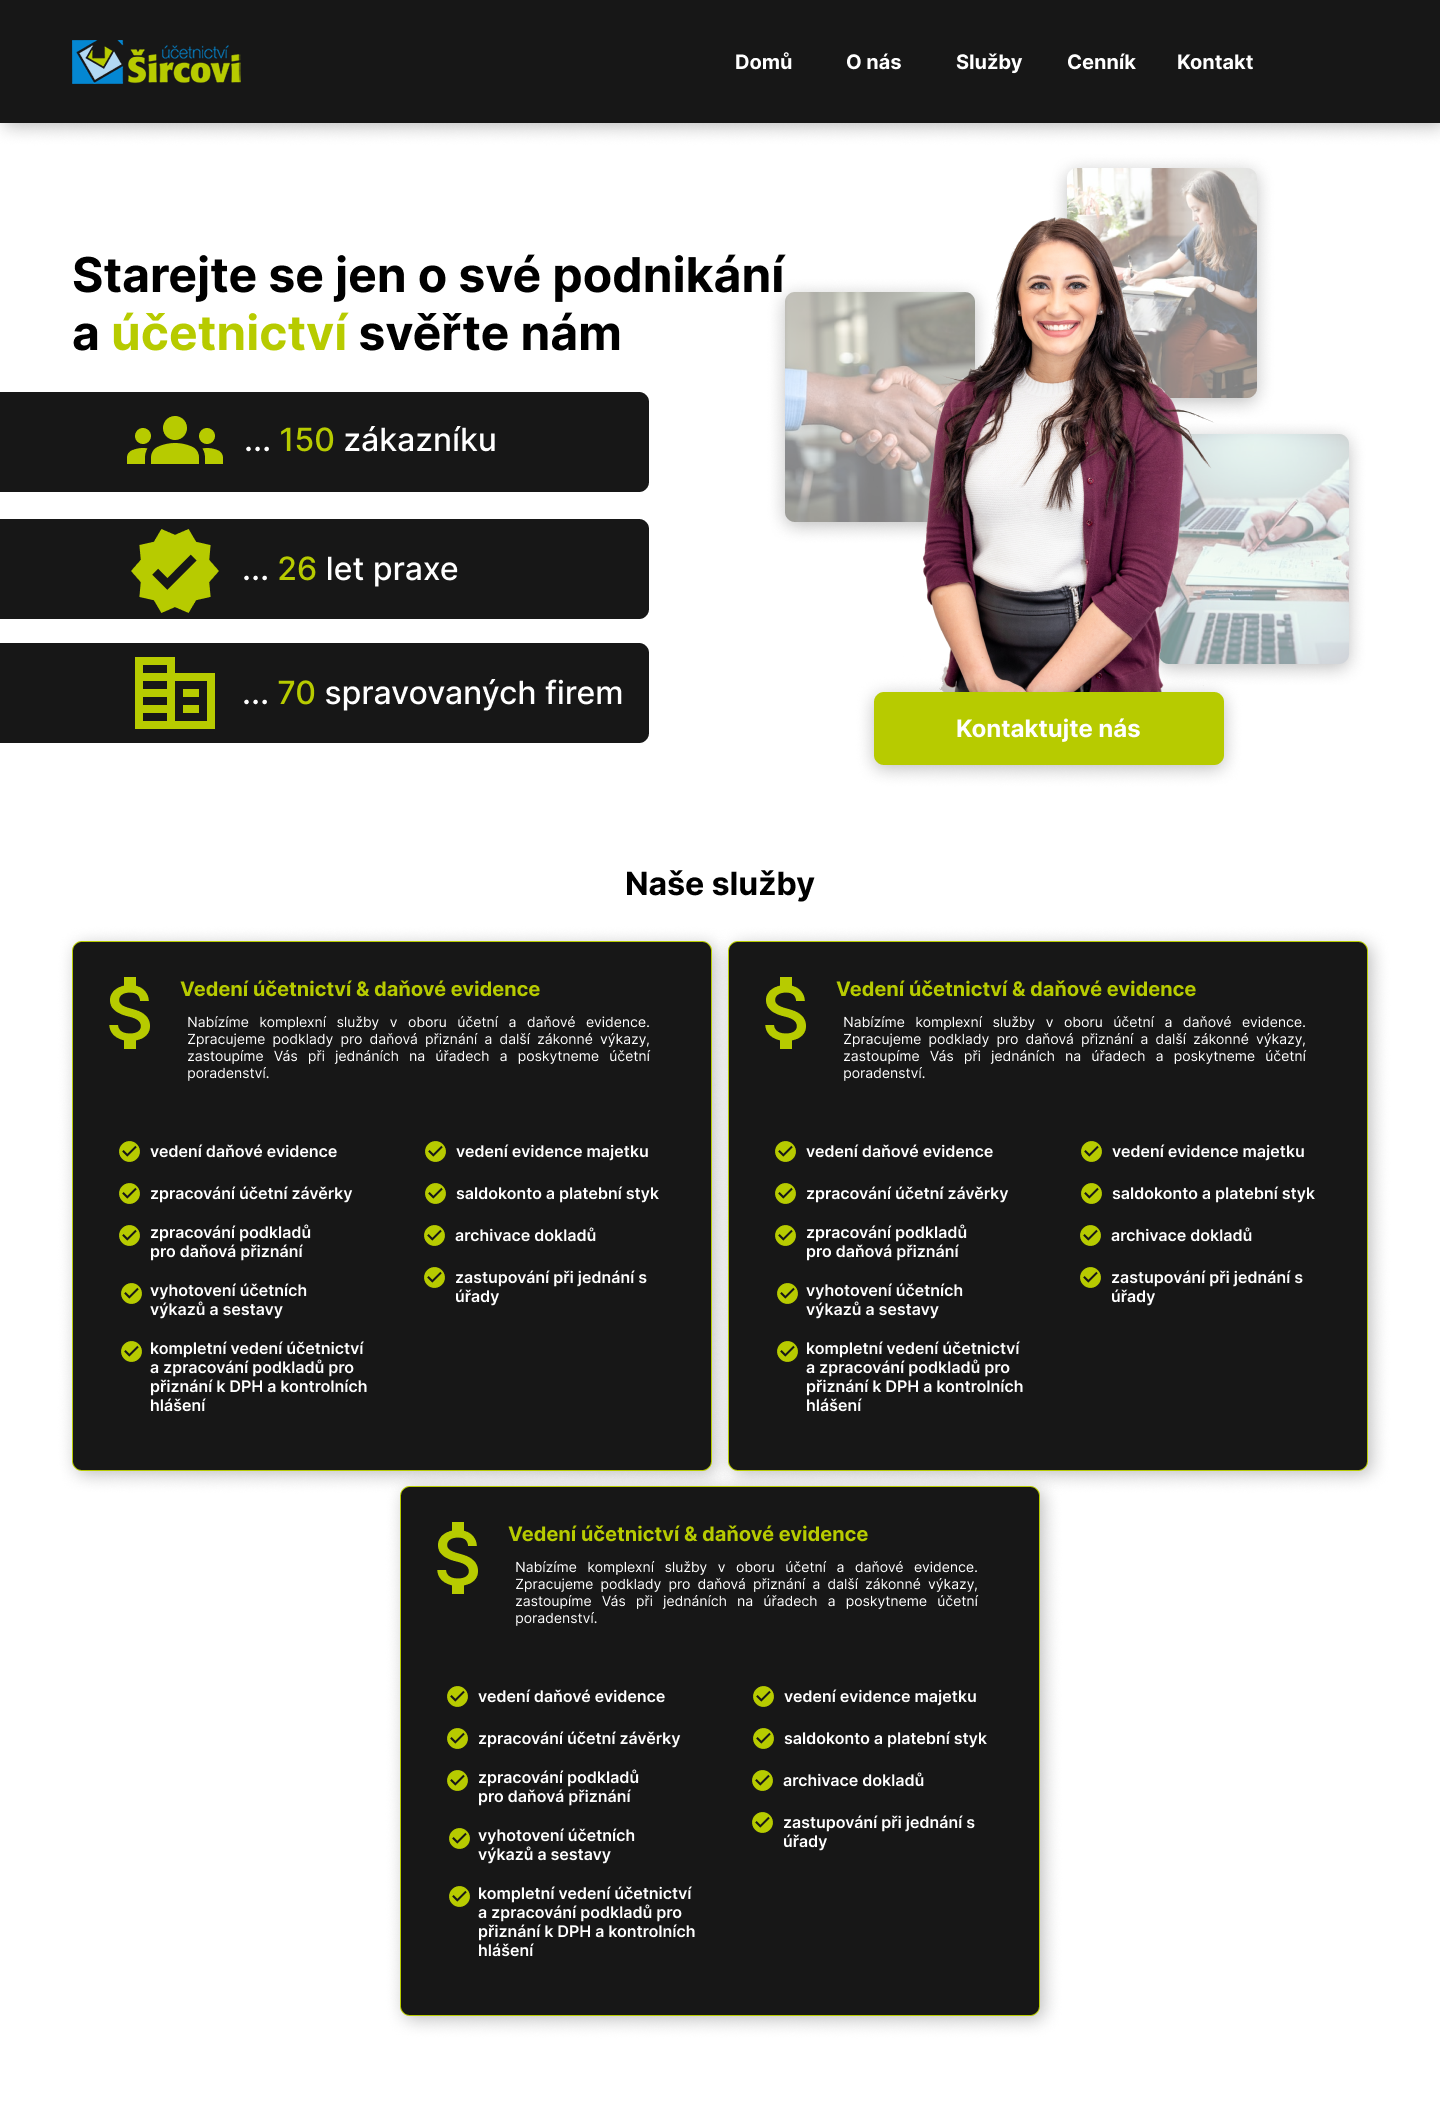 účetnictví
Šircovi
Domů O nás Služby Cenník Kontakt
Starejte se jen o své podnikání
a účetnictví svěřte nám
... 150 zákazníku
... 26 let praxe
... 70 spravovaných firem
Kontaktujte nás
Naše služby
Vedení účetnictví & daňové evidence
Nabízíme komplexní služby v oboru účetní a daňové evidence.
Zpracujeme podklady pro daňová přiznání a další zákonné výkazy,
zastoupíme Vás při jednáních na úřadech a poskytneme účetní
poradenství.
vedení daňové evidence
zpracování účetní závěrky
zpracování podkladů
pro daňová přiznání
vyhotovení účetních
výkazů a sestavy
kompletní vedení účetnictví
a zpracování podkladů pro
přiznání k DPH a kontrolních
hlášení
vedení evidence majetku
saldokonto a platební styk
archivace dokladů
zastupování při jednání s
úřady
Vedení účetnictví & daňové evidence
Nabízíme komplexní služby v oboru účetní a daňové evidence.
Zpracujeme podklady pro daňová přiznání a další zákonné výkazy,
zastoupíme Vás při jednáních na úřadech a poskytneme účetní
poradenství.
vedení daňové evidence
zpracování účetní závěrky
zpracování podkladů
pro daňová přiznání
vyhotovení účetních
výkazů a sestavy
kompletní vedení účetnictví
a zpracování podkladů pro
přiznání k DPH a kontrolních
hlášení
vedení evidence majetku
saldokonto a platební styk
archivace dokladů
zastupování při jednání s
úřady
Vedení účetnictví & daňové evidence
Nabízíme komplexní služby v oboru účetní a daňové evidence.
Zpracujeme podklady pro daňová přiznání a další zákonné výkazy,
zastoupíme Vás při jednáních na úřadech a poskytneme účetní
poradenství.
vedení daňové evidence
zpracování účetní závěrky
zpracování podkladů
pro daňová přiznání
vyhotovení účetních
výkazů a sestavy
kompletní vedení účetnictví
a zpracování podkladů pro
přiznání k DPH a kontrolních
hlášení
vedení evidence majetku
saldokonto a platební styk
archivace dokladů
zastupování při jednání s
úřady